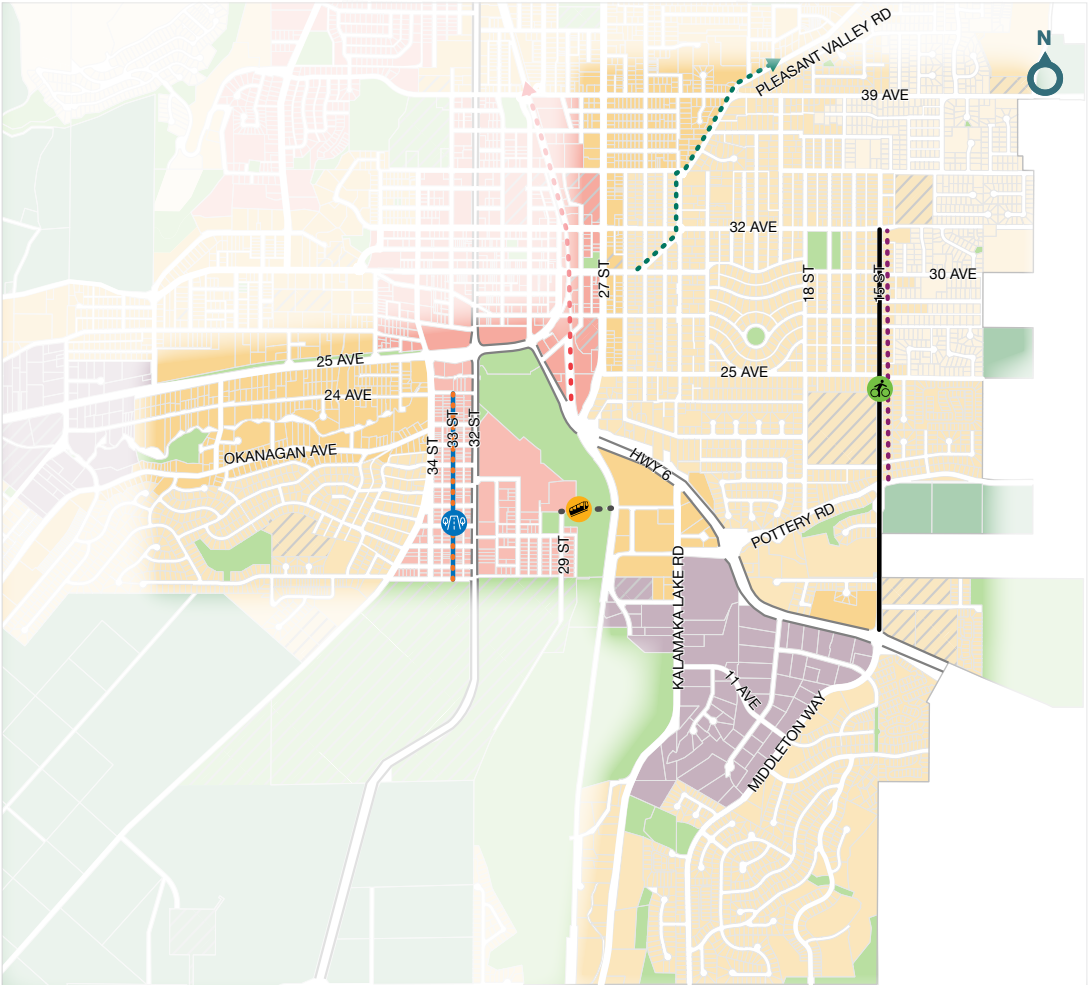 N
PLEASANT VALLEY RD
39 AVE
32 AVE
27 ST
18 ST
15 ST
30 AVE
25 AVE
25 AVE
24 AVE
33 ST
32 ST
34 ST
OKANAGAN AVE
HWY 6
POTTERY RD
29 ST
KALAMAKA LAKE RD
11 AVE
MIDDLETON WAY